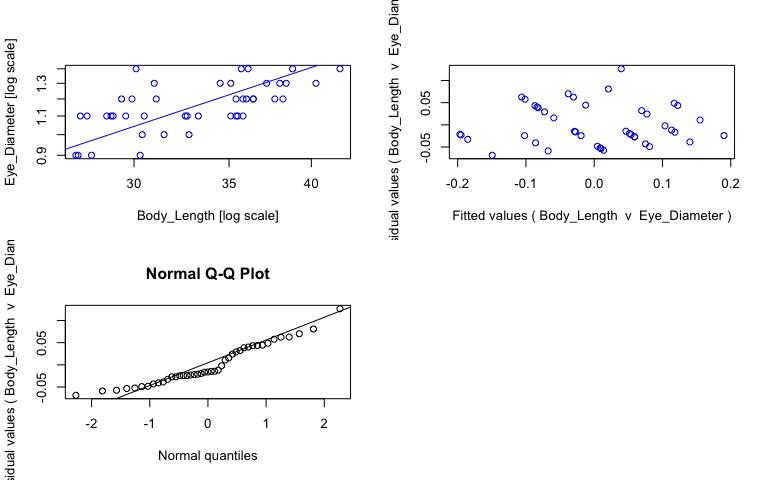 Eye_Diameter [log scale]
0.9 1.1 1.3
30 35 40
Body_Length [log scale]
sidual values ( Body_Length v Eye_Dian
-0.05 0.05
-0.2 -0.1 0.0 0.1 0.2
Fitted values ( Body_Length v Eye_Diameter )
Normal Q-Q Plot
sidual values ( Body_Length v Eye_Dian
-0.05 0.05
-2 -1 0 1 2
Normal quantiles